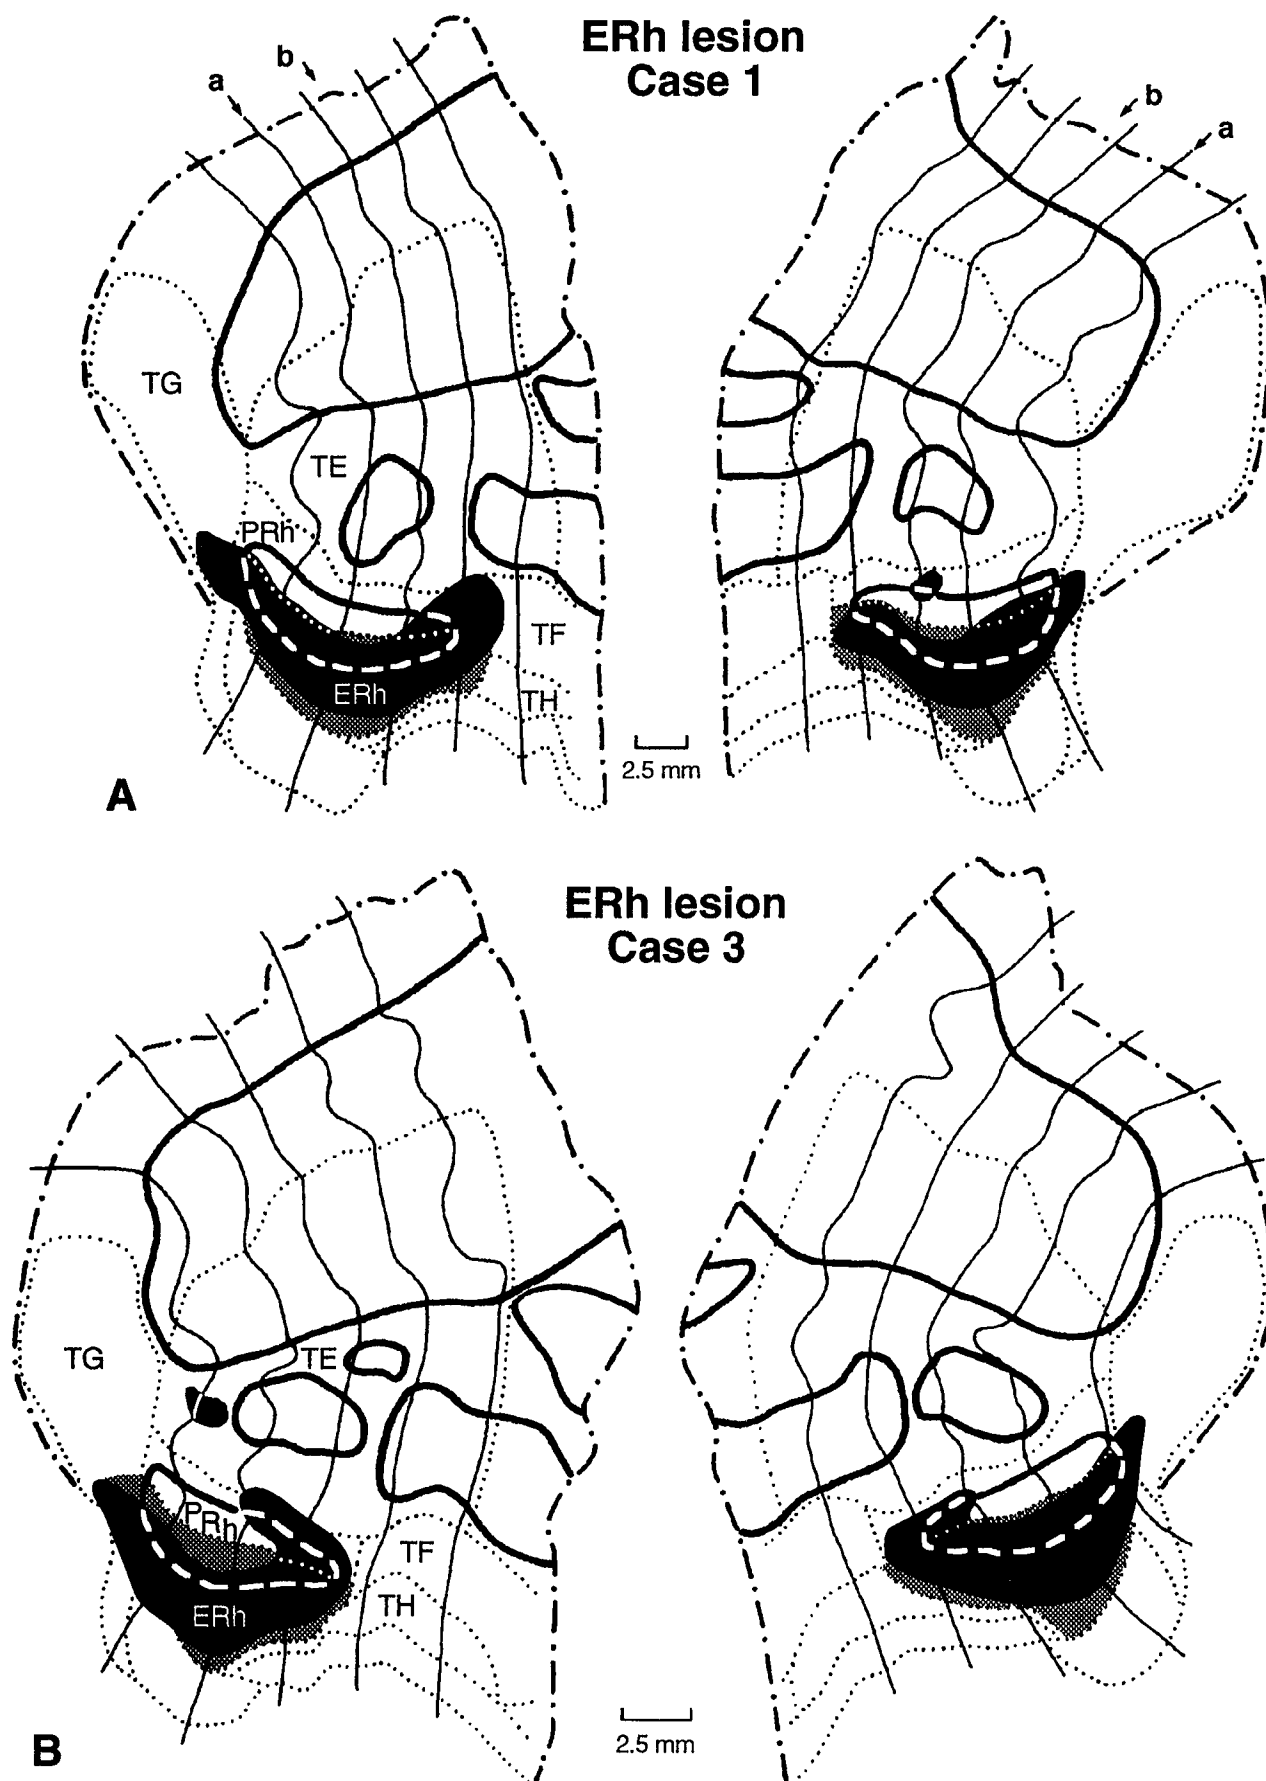 ERh lesion
Case 1
b
a
b
a
TG
TE
PRh
TF
ERh
TH
2.5 mm
A
ERh lesion
Case 3
TG
TE
PRh
TF
ERh
TH
2.5 mm
B